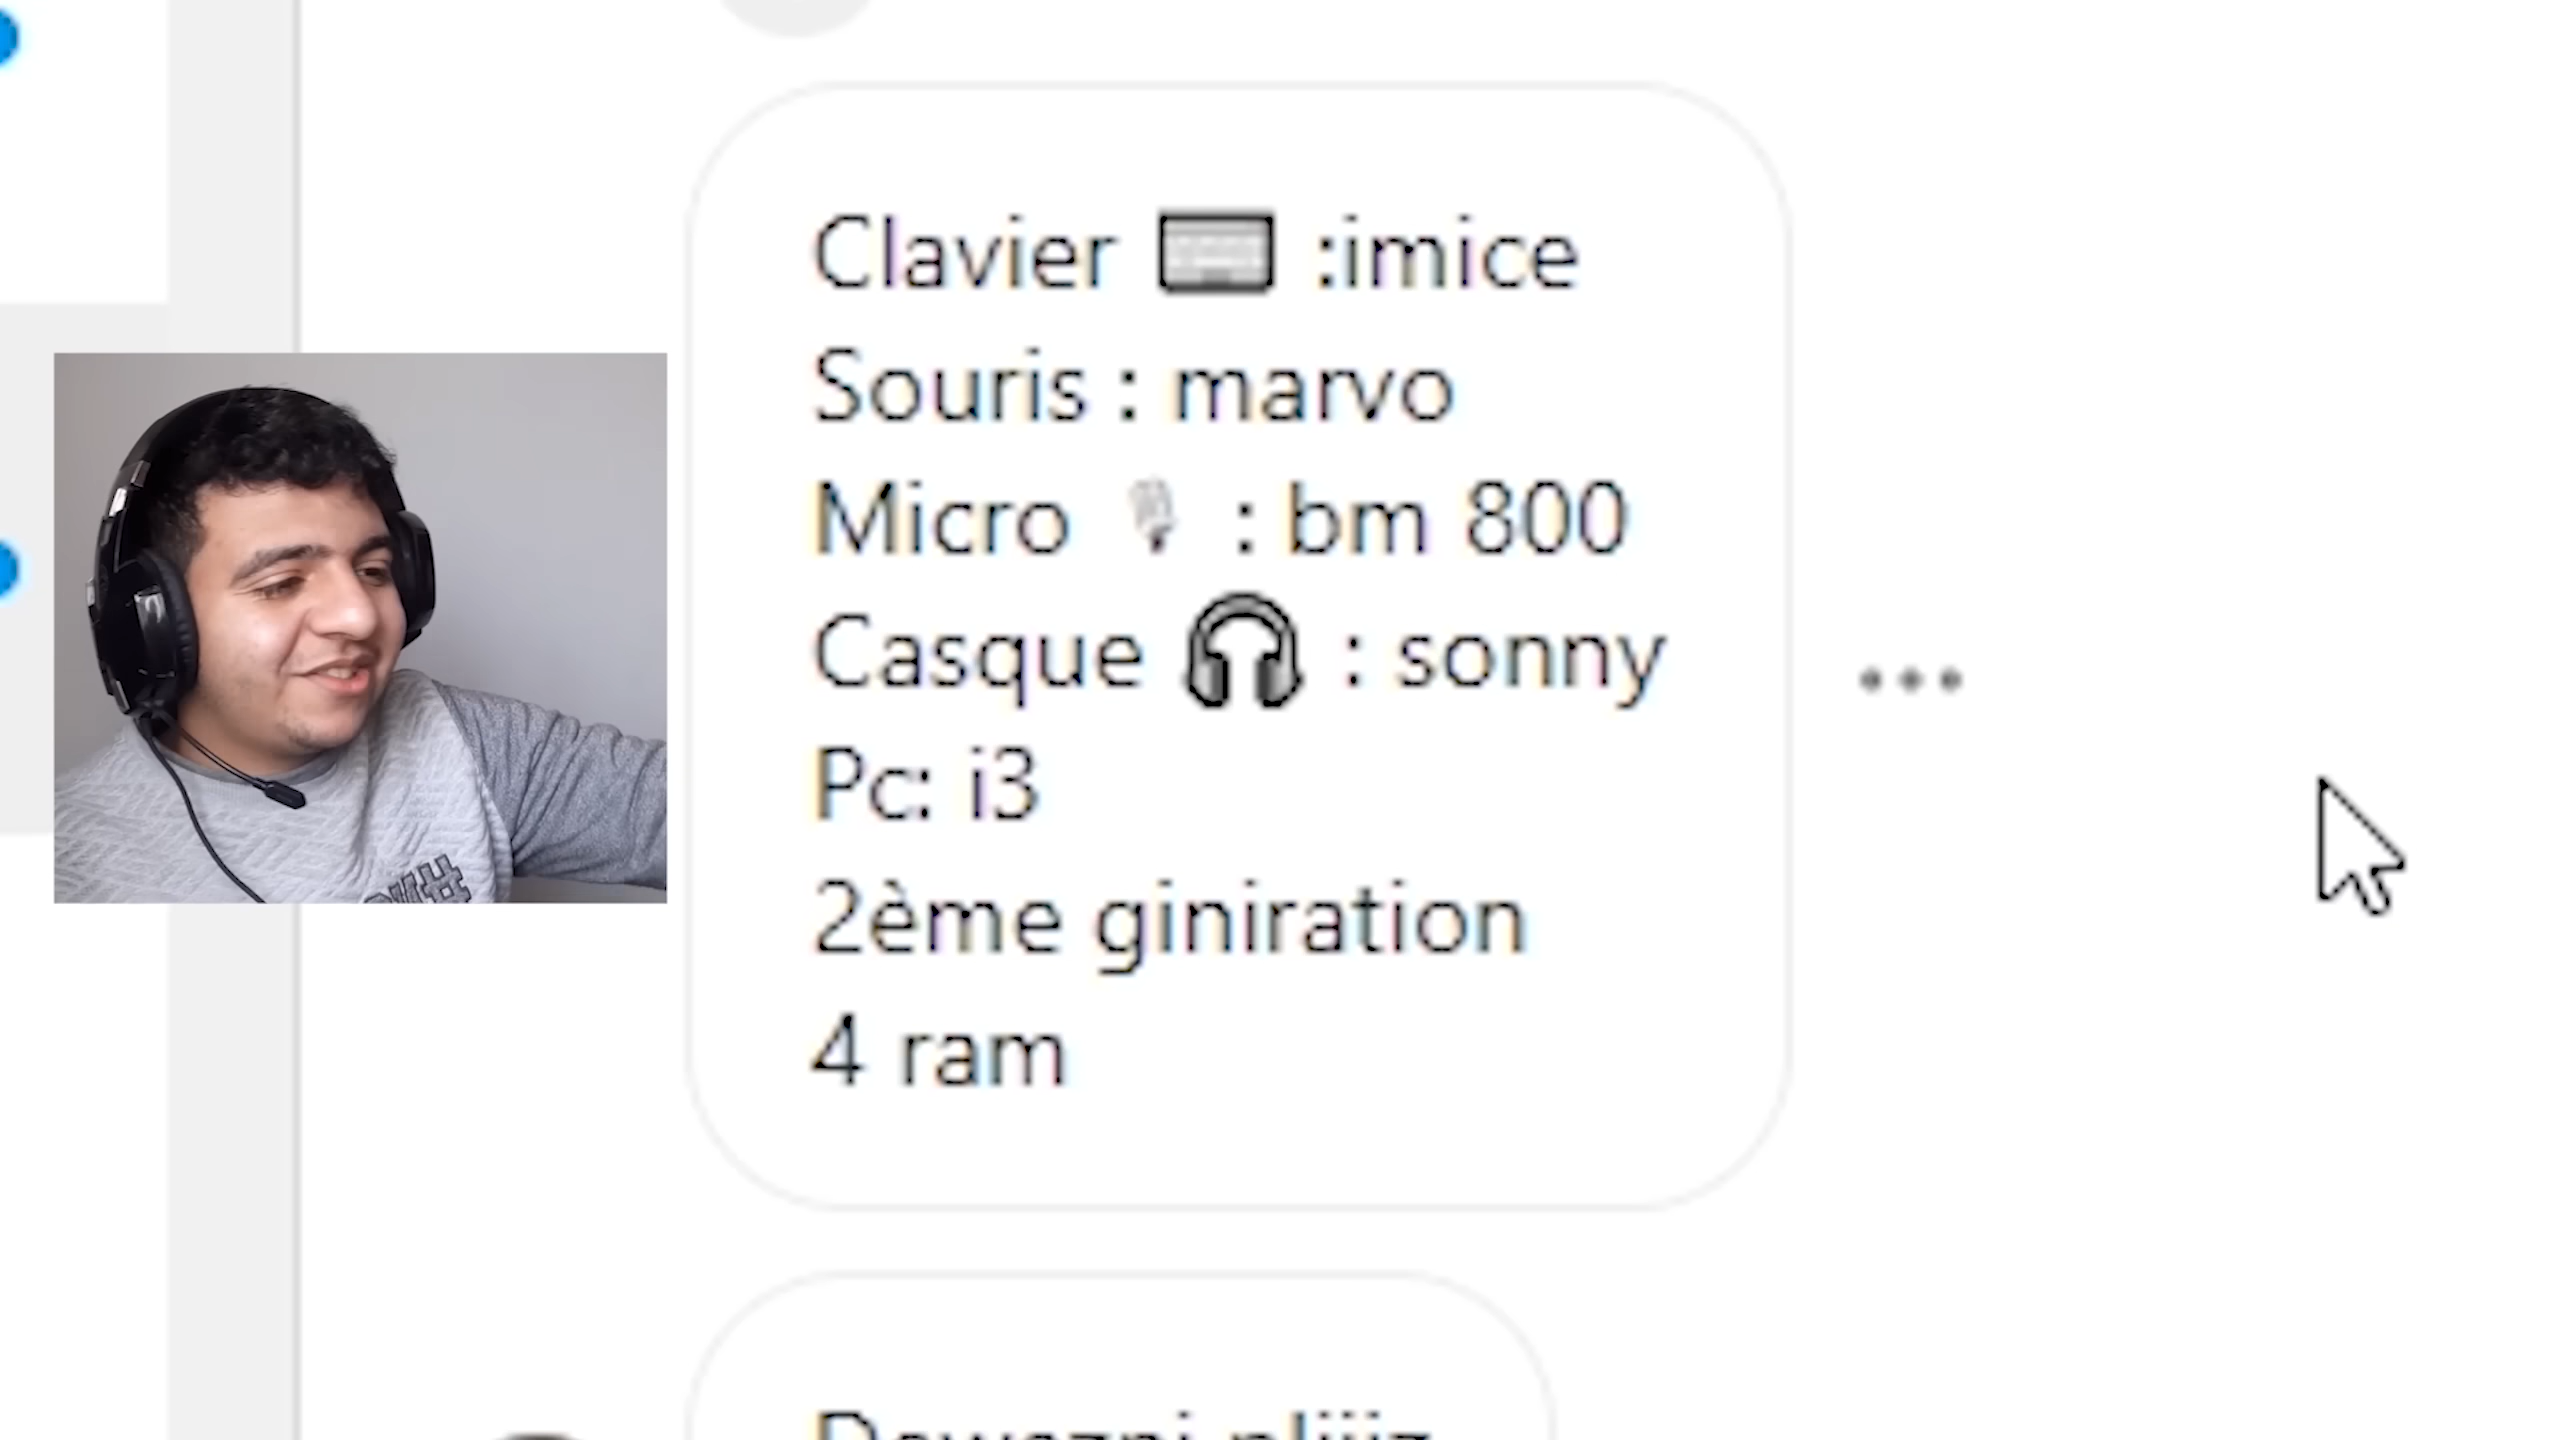 Clavier ⌨ :imice
Souris : marvo
Micro 🎙 : bm 800
Casque 🎧 : sonny
Pc: i3
2ème giniration
4 ram